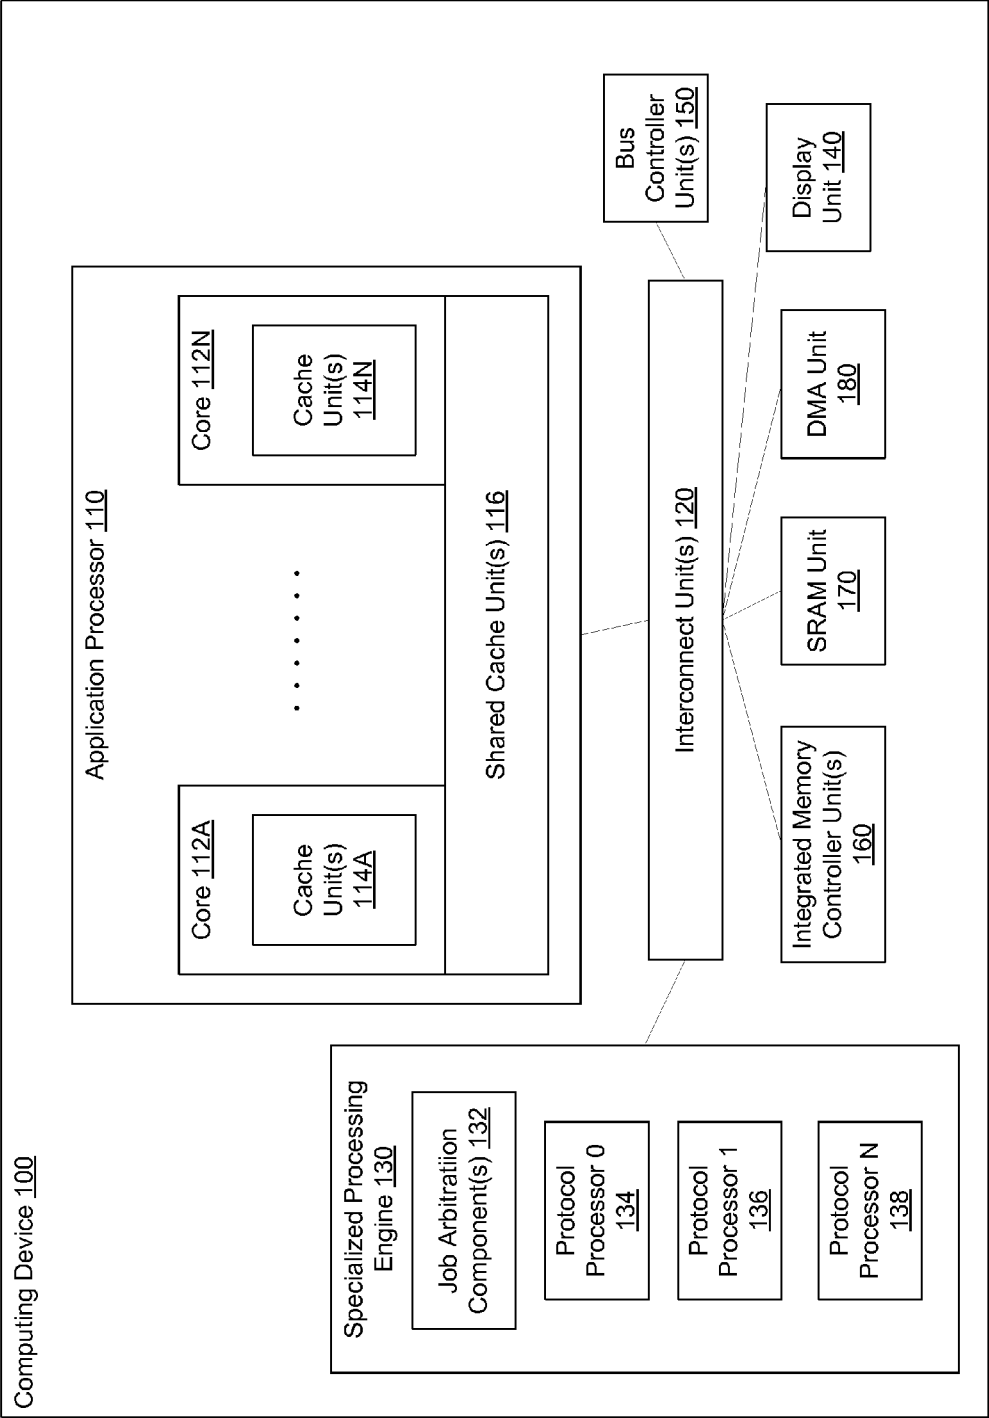 Computing Device 100
Application Processor 110
Core 112A
Cache
Unit(s)
114A
. . . . . . .
Core 112N
Cache
Unit(s)
114N
Shared Cache Unit(s) 116
Specialized Processing
Engine 130
Job Arbitratiion
Component(s) 132
Protocol
Processor 0
134
Protocol
Processor 1
136
Protocol
Processor N
138
Interconnect Unit(s) 120
Bus
Controller
Unit(s) 150
Integrated Memory
Controller Unit(s)
160
SRAM Unit
170
DMA Unit
180
Display
Unit 140